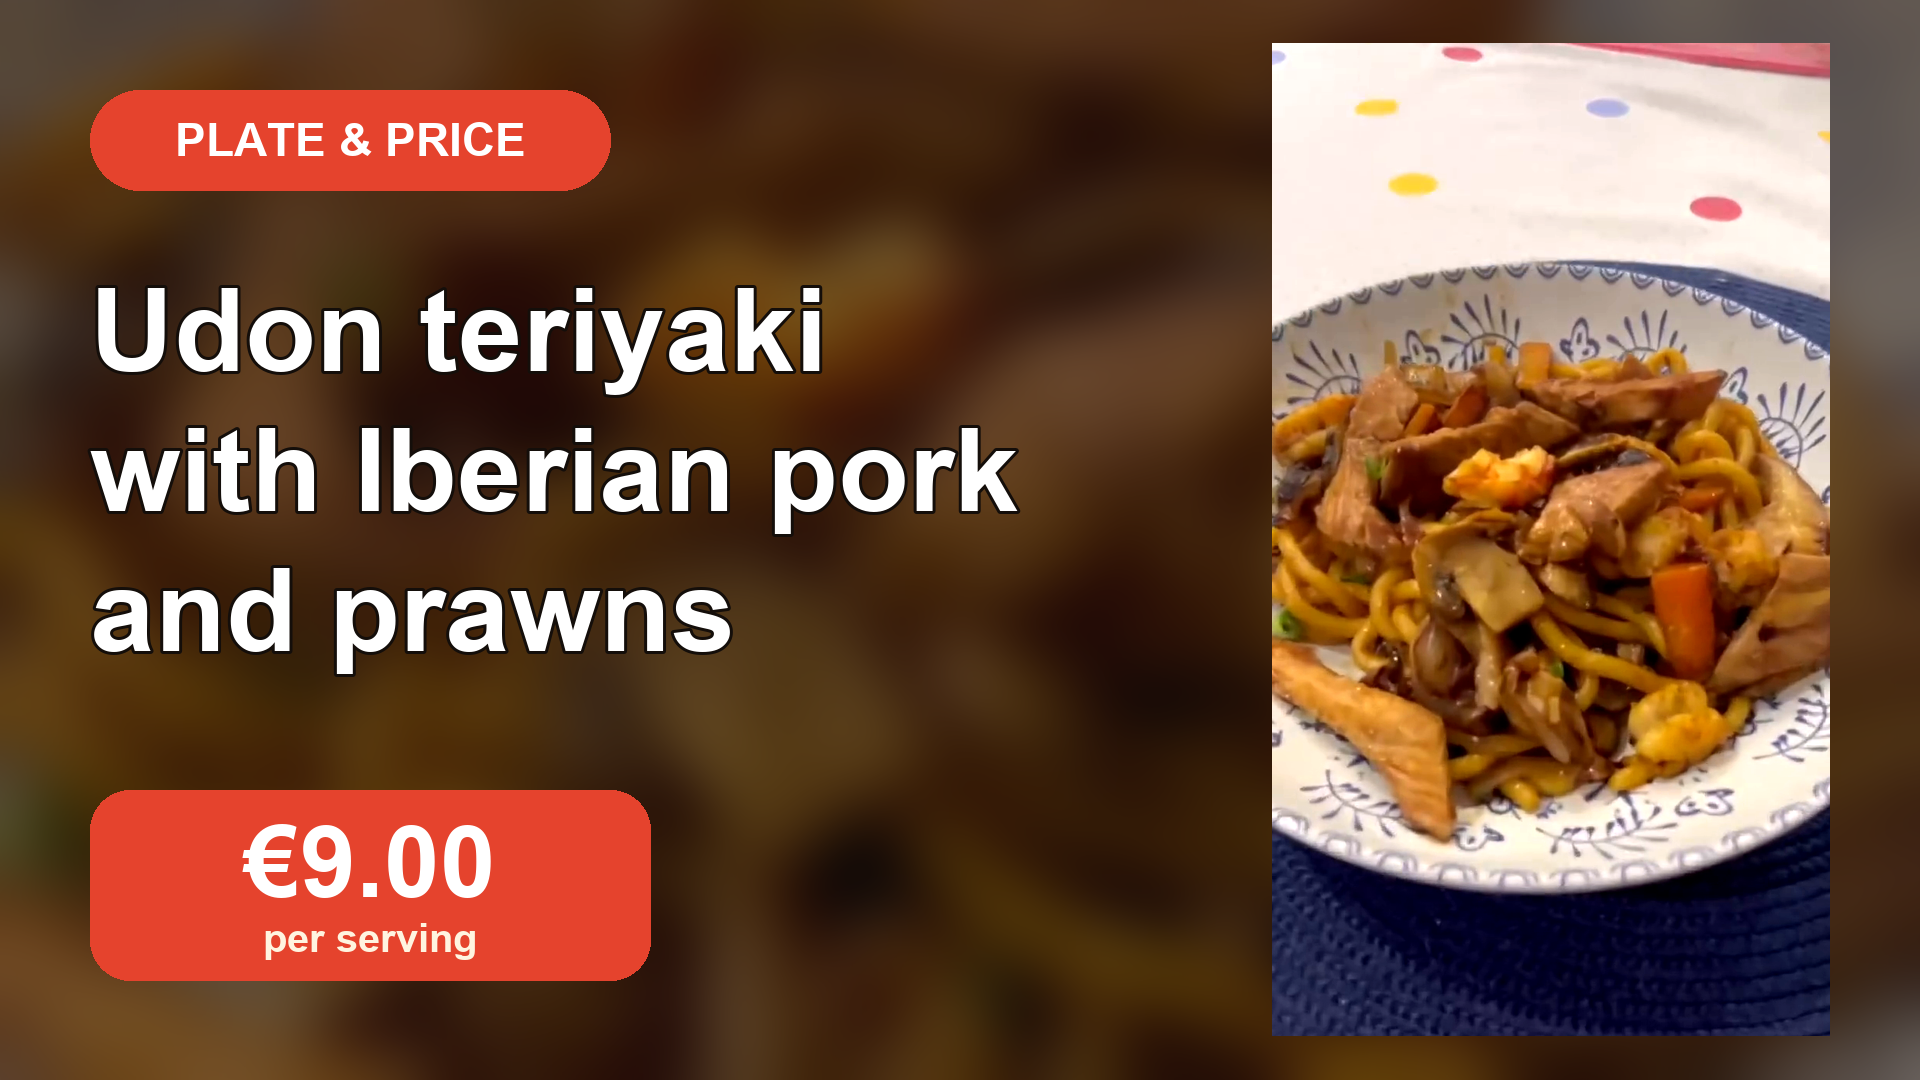 PLATE & PRICE
Udon teriyaki
with Iberian pork
and prawns
€9.00
per serving